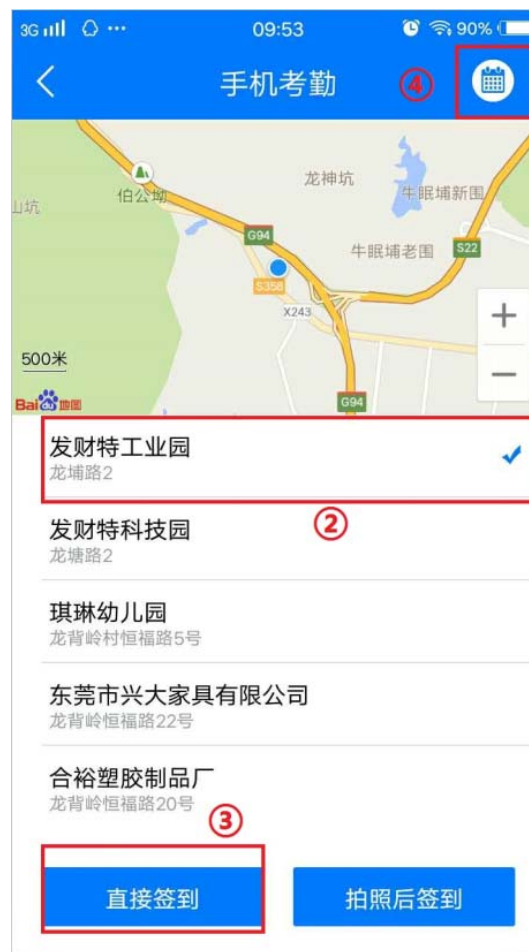 3G 09:53 90%
手机考勤 ④
龙神坑
牛眠埔新围
伯公坳
山坑
G94
牛眠埔老围 S22
S358
X243
+
500米
—
Bai du 地图
G94
发财特工业园
龙埔路2
②
发财特科技园
龙塘路2
琪琳幼儿园
龙背岭村恒福路5号
东莞市兴大家具有限公司
龙背岭恒福路22号
合裕塑胶制品厂
龙背岭恒福路20号
③
直接签到 拍照后签到